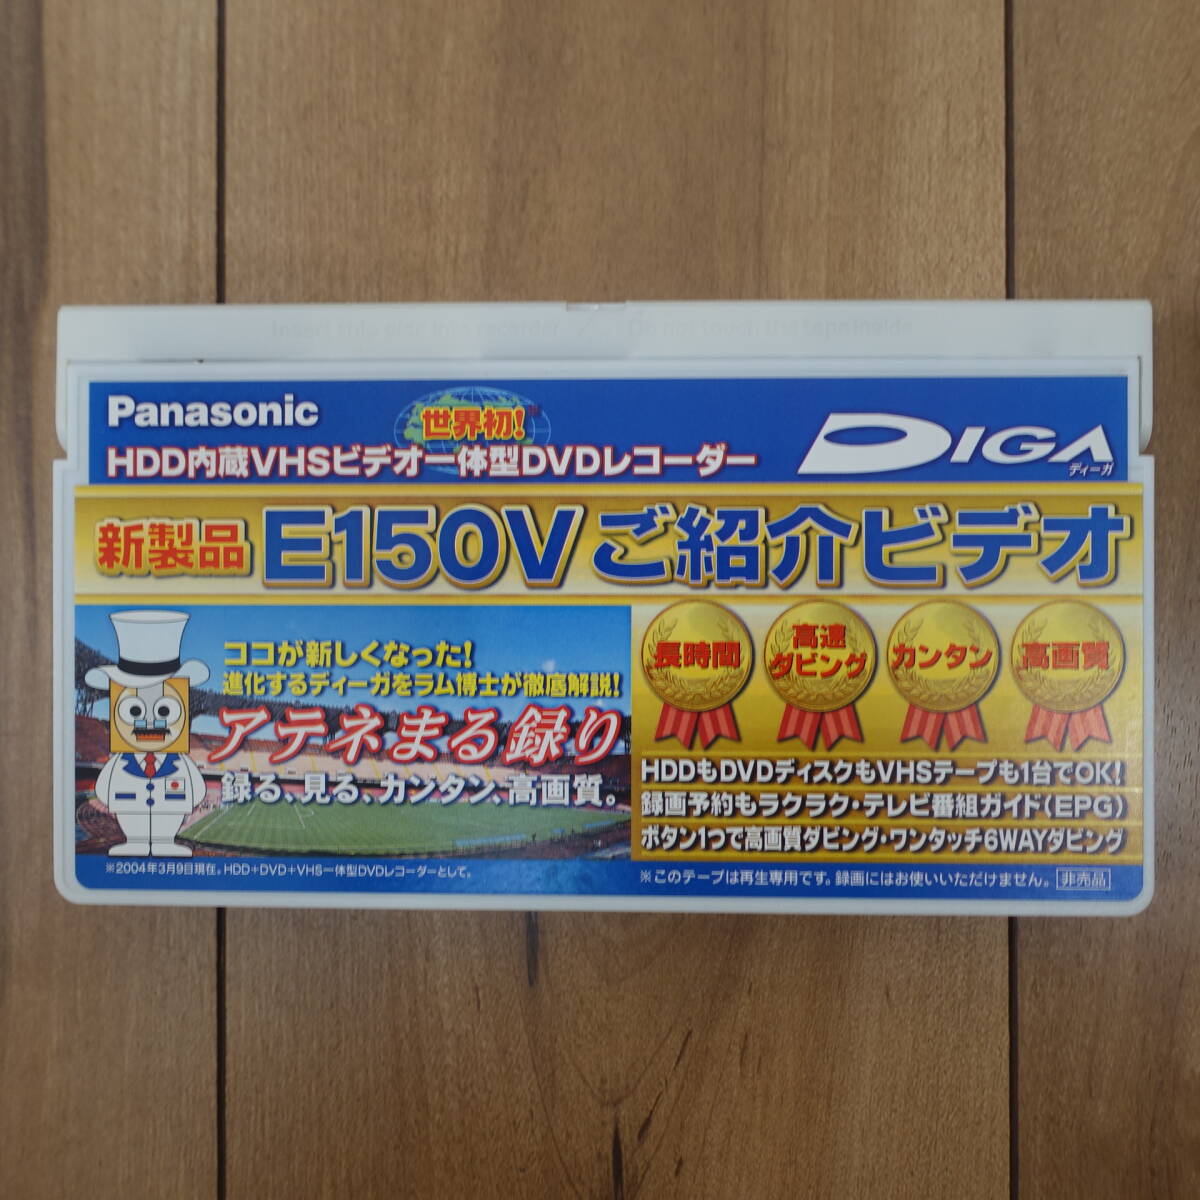 Insert this disc into recorder. Do not touch the tape inside
Panasonic
世界初!※
HDD内蔵VHSビデオ一体型DVDレコーダー
DIGA
ディーガ
新製品 E150V ご紹介ビデオ
ココが新しくなった!
進化するディーガをラム博士が徹底解説!
アテネまる録り
録る、見る、カンタン、高画質。
※2004年3月9日現在。HDD+DVD+VHS一体型DVDレコーダーとして。
長時間
高速
ダビング
カンタン
高画質
HDDもDVDディスクもVHSテープも1台でOK!
録画予約もラクラク・テレビ番組ガイド(EPG)
ボタン1つで高画質ダビング・ワンタッチ6WAYダビング
※このテープは再生専用です。録画にはお使いいただけません。 非売品